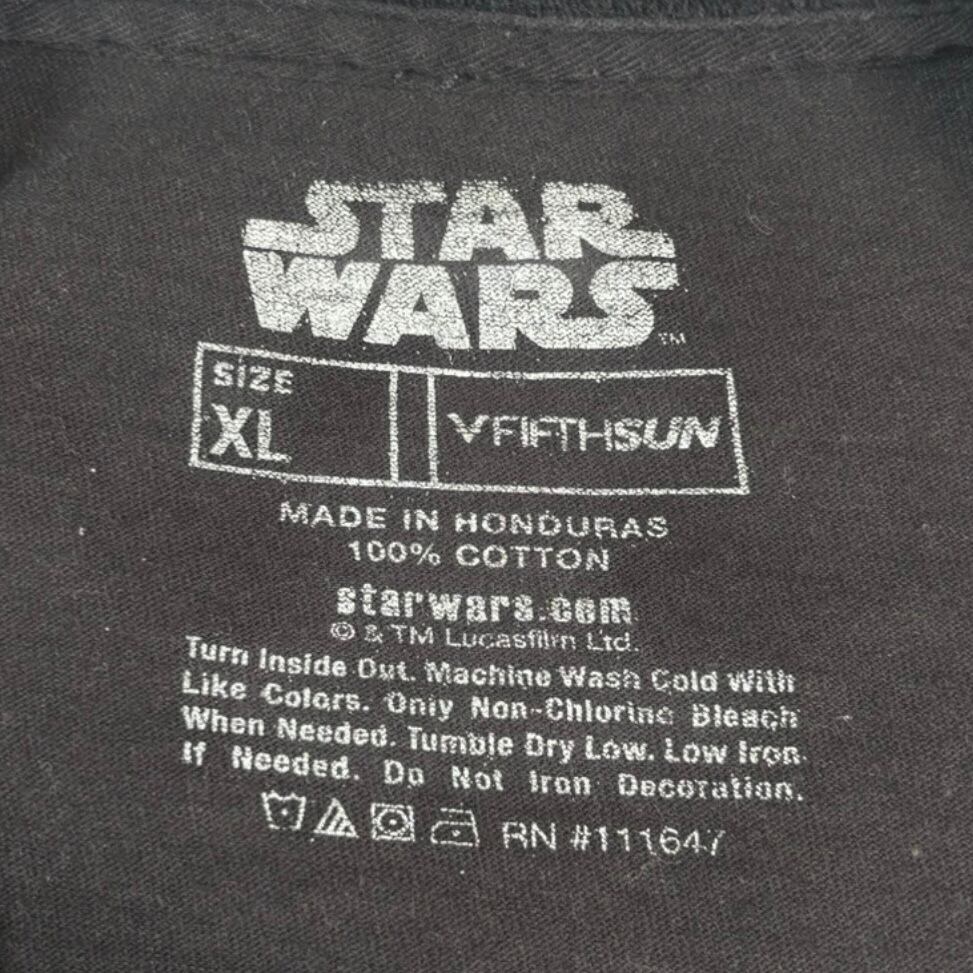 STAR
WARS™
SIZE
XL
FIFTHSUN
MADE IN HONDURAS
100% COTTON
starwars.com
© & TM Lucasfilm Ltd.
Turn Inside Out. Machine Wash Cold With
Like Colors. Only Non-Chlorine Bleach
When Needed. Tumble Dry Low. Low Iron
If Needed. Do Not Iron Decoration.
RN #111647